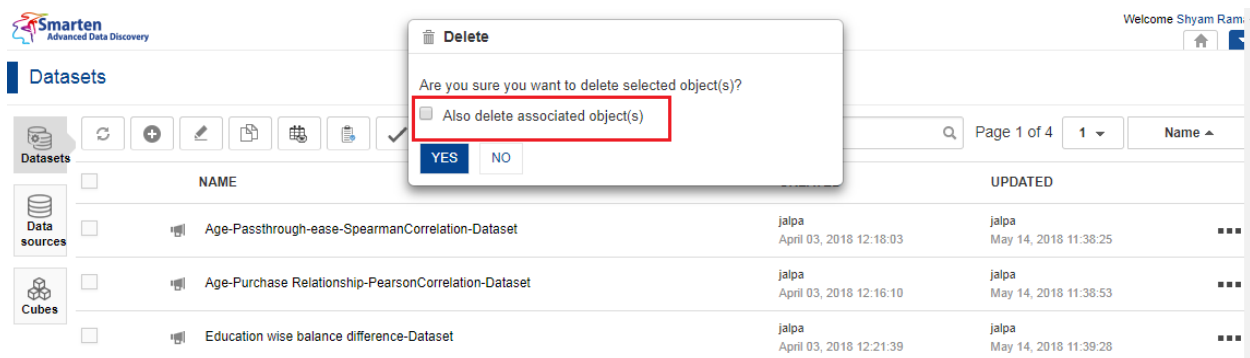 Smarten
Advanced Data Discovery
Welcome Shyam Rama
Delete
Datasets
Are you sure you want to delete selected object(s)?
Also delete associated object(s)
YES
NO
Page 1 of 4
1
Name
Datasets
NAME
UPDATED
Data
sources
Age-Passthrough-ease-SpearmanCorrelation-Dataset
jalpa
April 03, 2018 12:18:03
jalpa
May 14, 2018 11:38:25
Age-Purchase Relationship-PearsonCorrelation-Dataset
jalpa
April 03, 2018 12:16:10
jalpa
May 14, 2018 11:38:53
Cubes
Education wise balance difference-Dataset
jalpa
April 03, 2018 12:21:39
jalpa
May 14, 2018 11:39:28